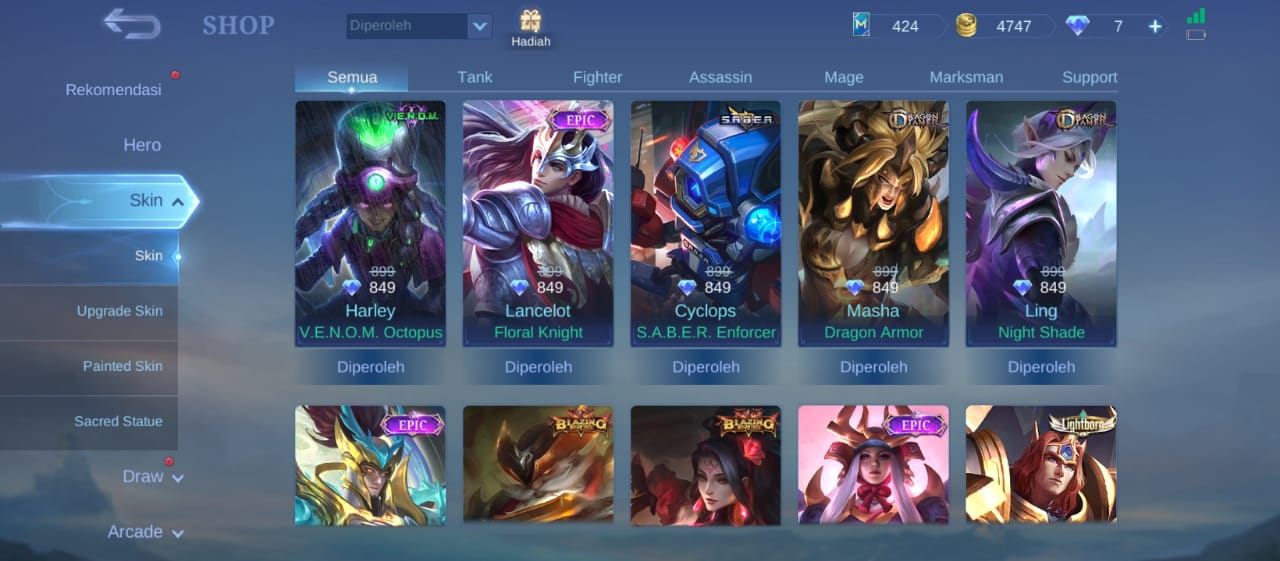 SHOP
Diperoleh
Hadiah
424
4747
7
+
Rekomendasi
Hero
Skin
Skin
Upgrade Skin
Painted Skin
Sacred Statue
Draw
Arcade
Semua
Tank
Fighter
Assassin
Mage
Marksman
Support
V.E.N.O.M.
899
849
Harley
V.E.N.O.M. Octopus
Diperoleh
EPIC
899
849
Lancelot
Floral Knight
Diperoleh
S.A.B.E.R.
SABER
899
849
Cyclops
S.A.B.E.R. Enforcer
Diperoleh
DRAGON
TAMER
899
849
Masha
Dragon Armor
Diperoleh
DRAGON
TAMER
899
849
Ling
Night Shade
Diperoleh
EPIC
BLAZING
BLAZING
EPIC
Lightborn